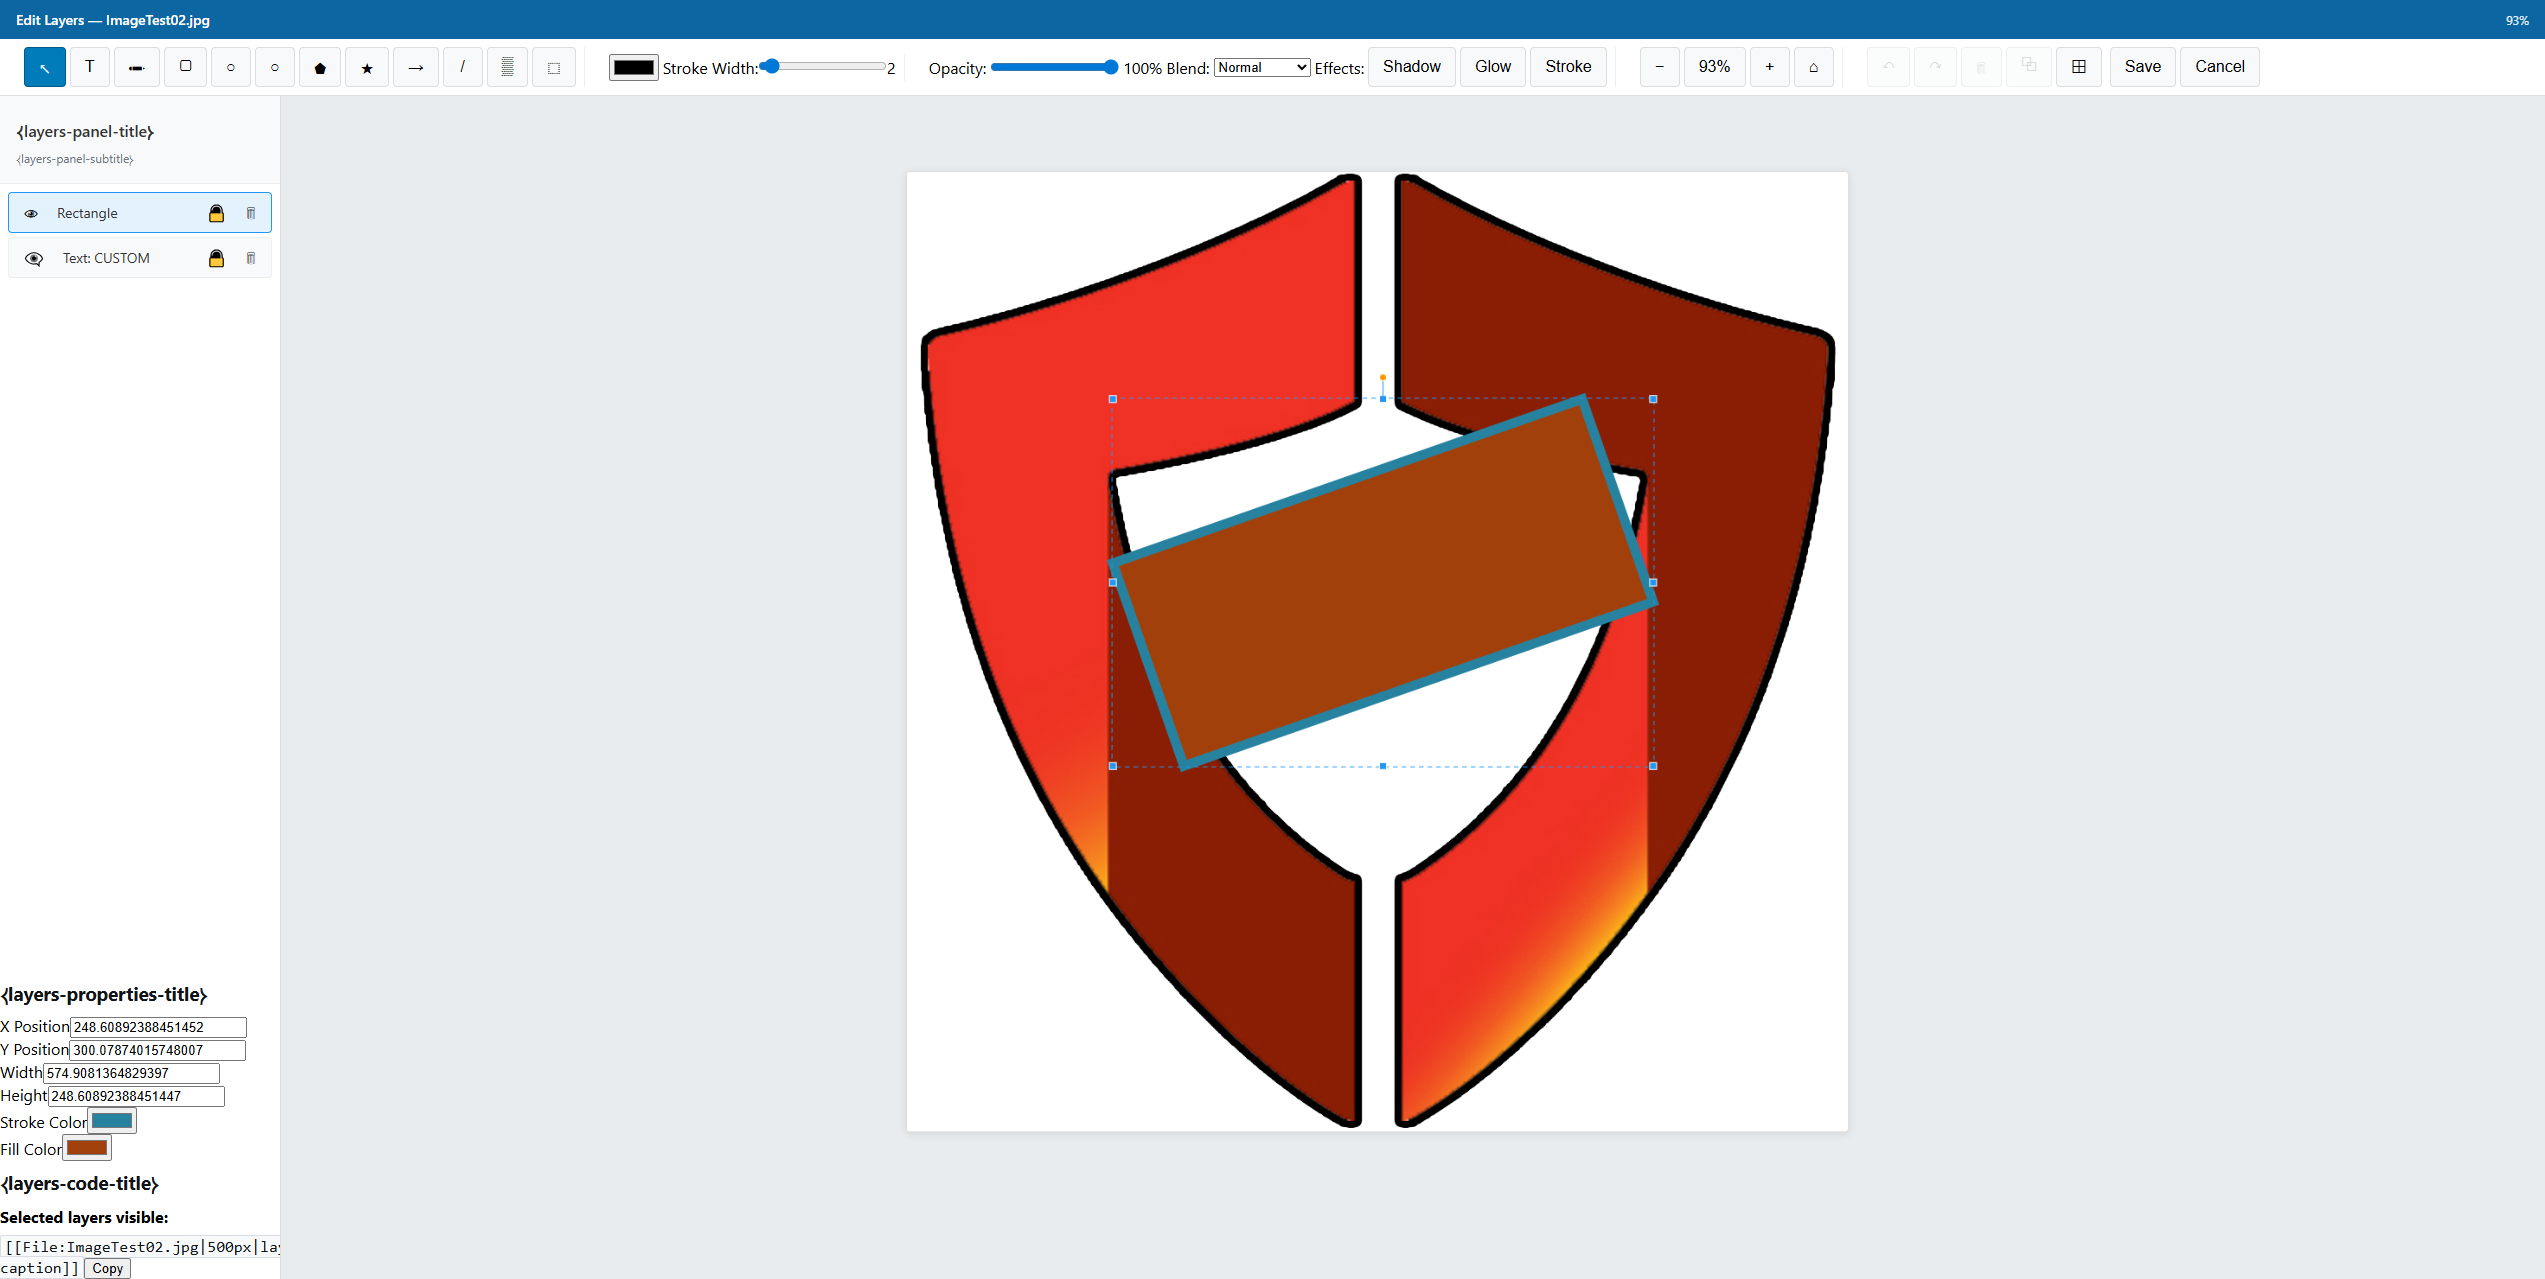 Edit Layers — ImageTest02.jpg 93%
T Stroke Width: 2 Opacity: 100% Blend: Normal Effects: Shadow Glow Stroke − 93% + Save Cancel
⧼layers-panel-title⧽
⧼layers-panel-subtitle⧽
Rectangle
Text: CUSTOM
⧼layers-properties-title⧽
X Position 248.60892388451452
Y Position 300.07874015748007
Width 574.9081364829397
Height 248.60892388451447
Stroke Color
Fill Color
⧼layers-code-title⧽
Selected layers visible:
[[File:ImageTest02.jpg|500px|lay
caption]] Copy